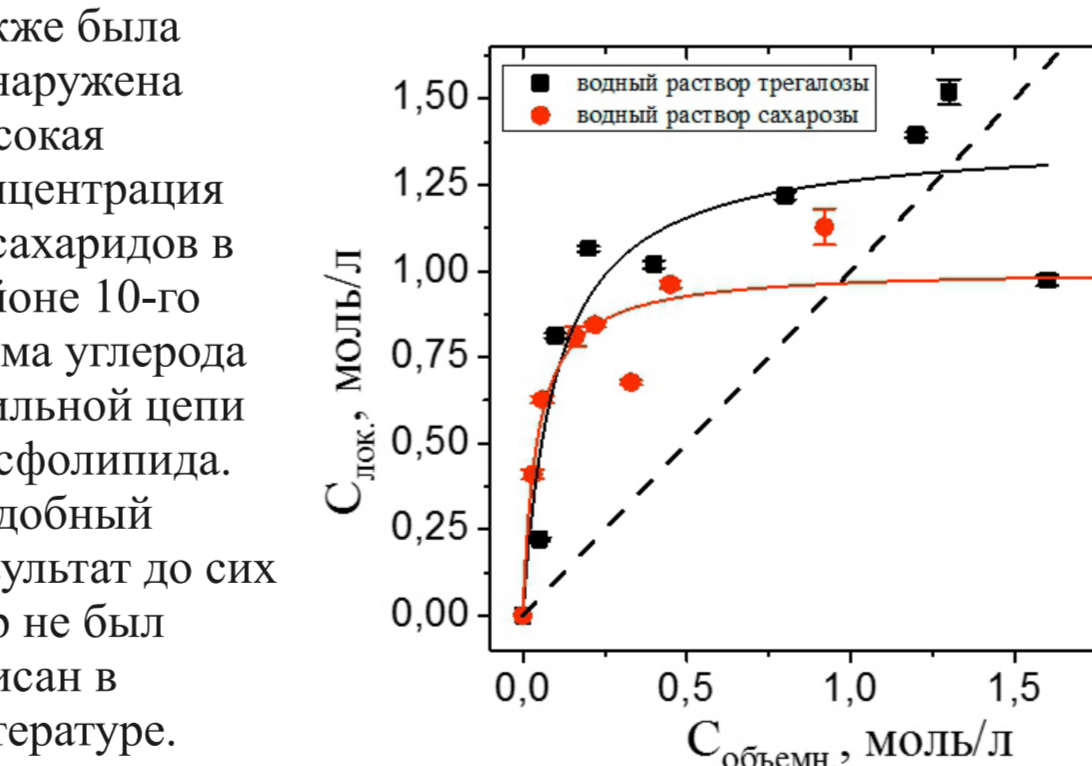 кже была
наружена
сокая
нцентрация
сахаридов в
йоне 10-го
ма углерода
ильной цепи
сфолипида.
добный
ультат до сих
р не был
исан в
тературе.
водный раствор трегалозы
водный раствор сахарозы
1,50
1,25
1,00
0,75
0,50
0,25
0,00
Cлок., моль/л
0,0 0,5 1,0 1,5
Cобъемн., моль/л